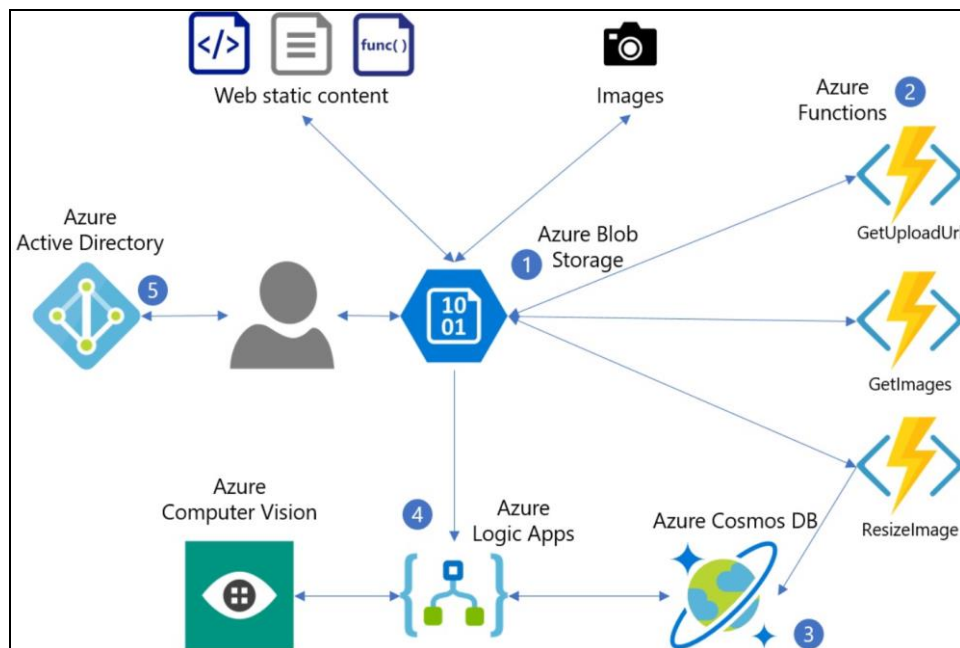 </>
func( )
Web static content
Images
Azure
Functions
2
GetUploadUrl
Azure
Active Directory
5
1
Azure Blob
Storage
10
01
GetImages
ResizeImage
Azure
Computer Vision
4
Azure
Logic Apps
Azure Cosmos DB
3